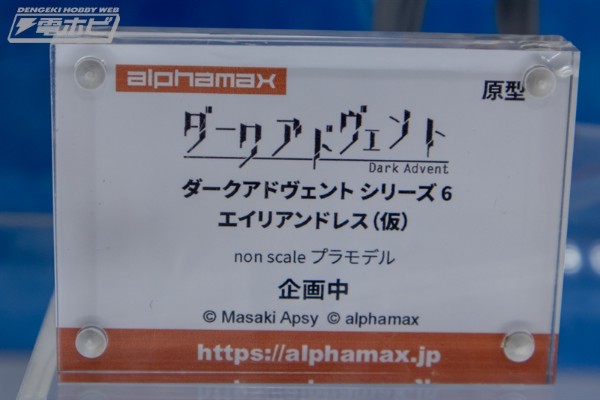 DENGEKI HOBBY WEB
電ホビ
alphamax
原型
ダークアドヴェント
Dark Advent
ダークアドヴェント シリーズ 6
エイリアンドレス(仮)
non scale プラモデル
企画中
© Masaki Apsy © alphamax
https://alphamax.jp